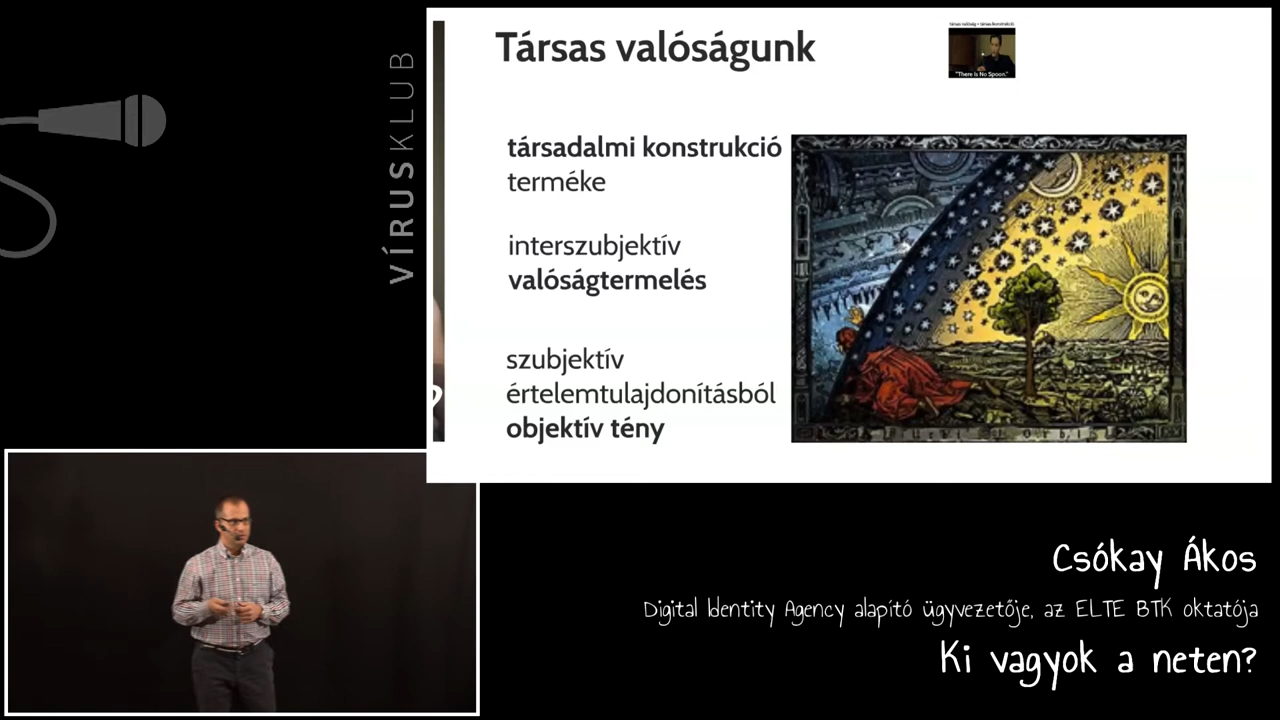 VÍRUSKLUB
Társas valóságunk
"There Is No Spoon."
társadalmi konstrukció
terméke
interszubjektív
valóságtermelés
szubjektív
értelemtulajdonításból
objektív tény
Csókay Ákos
Digital Identity Agency alapító ügyvezetője, az ELTE BTK oktatója
Ki vagyok a neten?